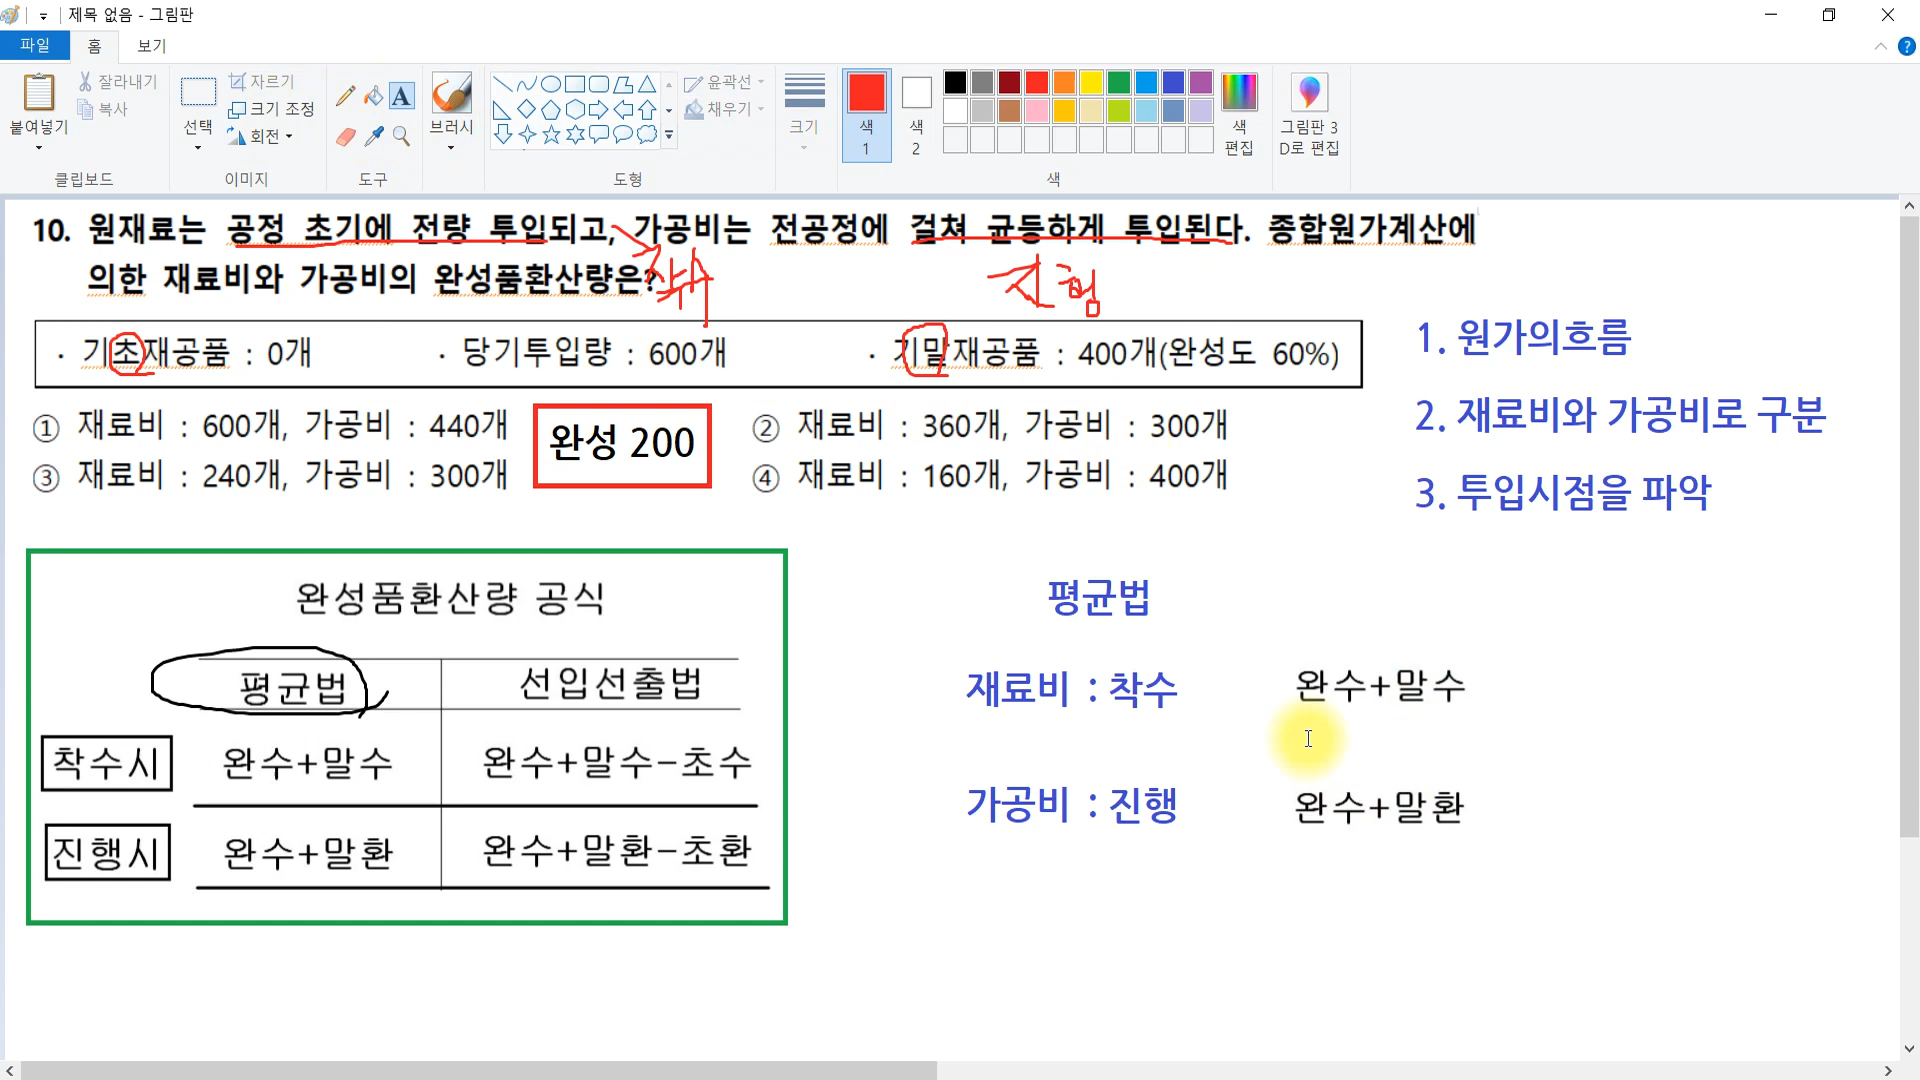 제목 없음 - 그림판
파일 홈 보기
붙여넣기
잘라내기
복사
클립보드
선택
자르기
크기 조정
회전
이미지
A
도구
브러시
도형
윤곽선
채우기
크기
색 1
색 2
색
색 편집
그림판 3D로 편집
10. 원재료는 공정 초기에 전량 투입되고, 가공비는 전공정에 걸쳐 균등하게 투입된다. 종합원가계산에
의한 재료비와 가공비의 완성품환산량은?
착수
진행
· 기초재공품 : 0개 · 당기투입량 : 600개 · 기말재공품 : 400개(완성도 60%)
① 재료비 : 600개, 가공비 : 440개 ② 재료비 : 360개, 가공비 : 300개
③ 재료비 : 240개, 가공비 : 300개 ④ 재료비 : 160개, 가공비 : 400개
완성 200
1. 원가의흐름
2. 재료비와 가공비로 구분
3. 투입시점을 파악
완성품환산량 공식
평균법 선입선출법
착수시 완수+말수 완수+말수-초수
진행시 완수+말환 완수+말환-초환
평균법
재료비 : 착수 완수+말수
가공비 : 진행 완수+말환